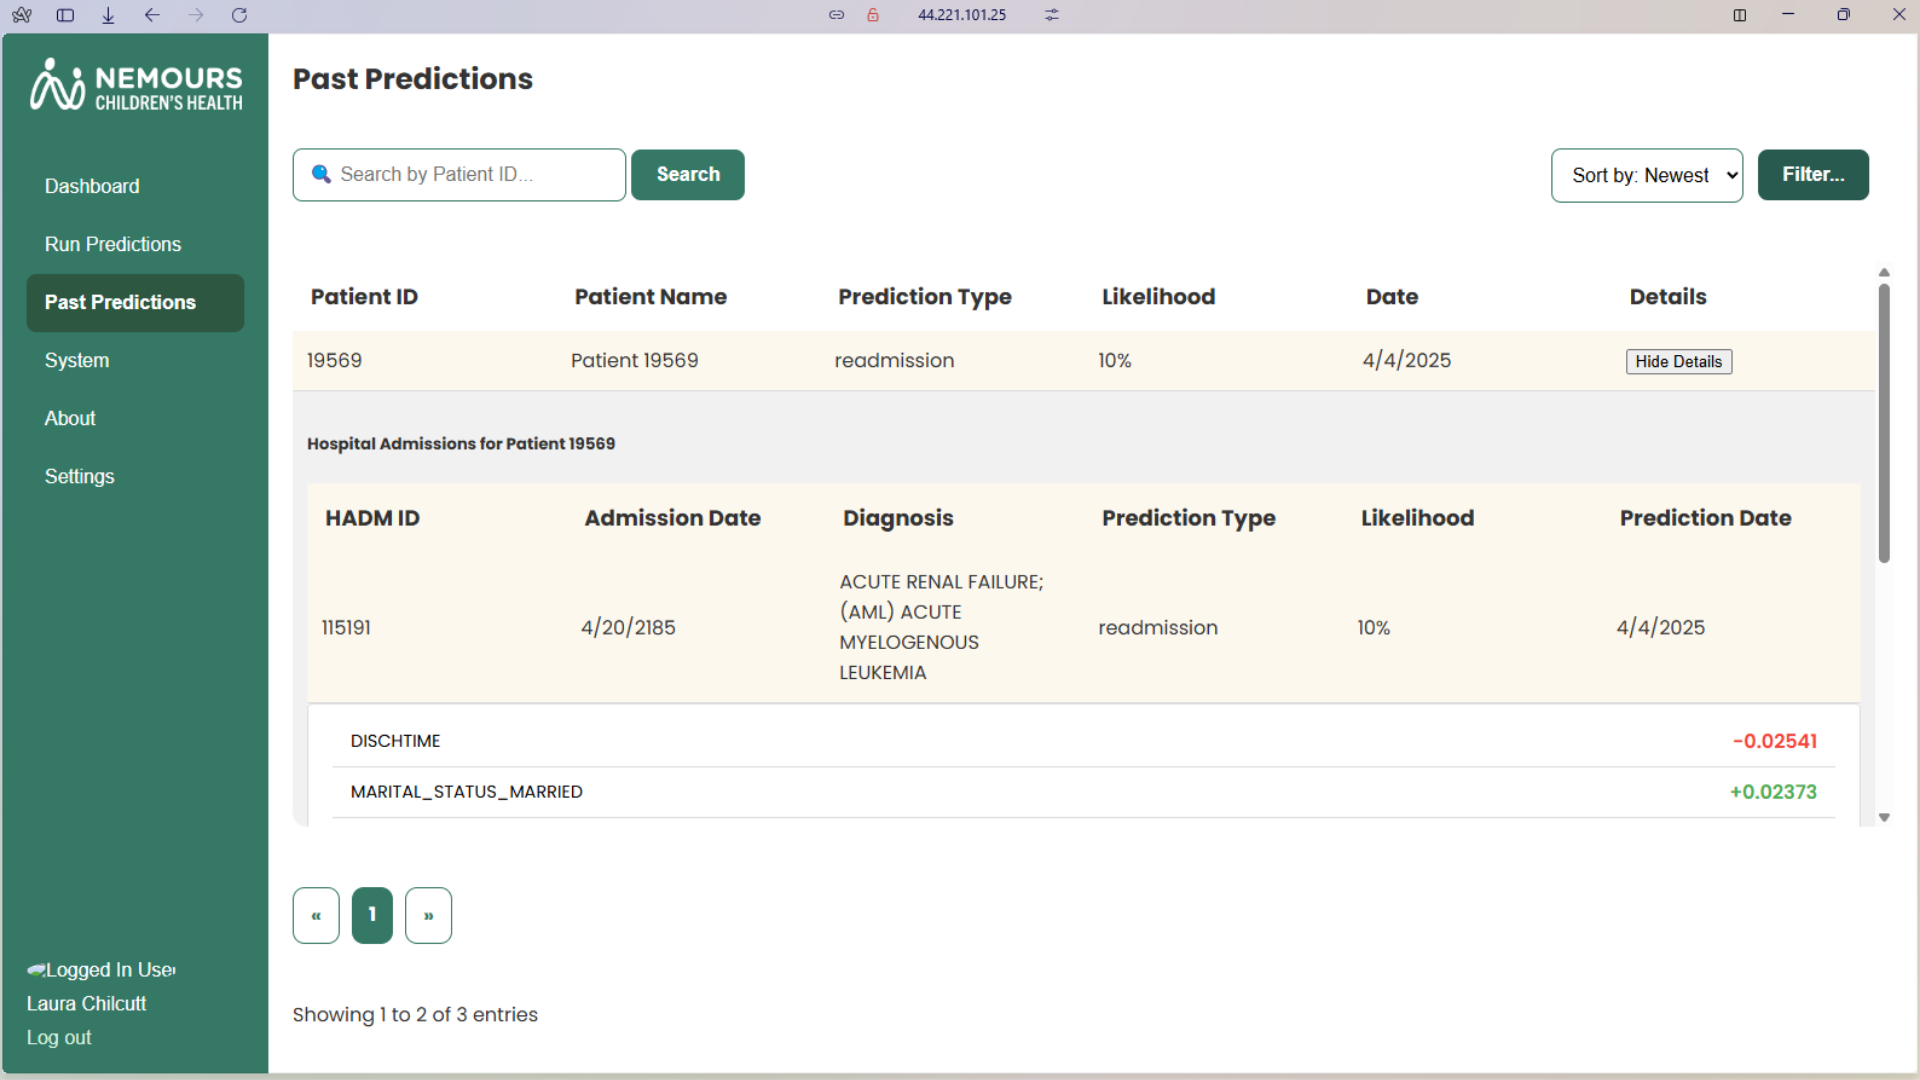 44.221.101.25
NEMOURS
CHILDREN'S HEALTH
Dashboard
Run Predictions
Past Predictions
System
About
Settings
Logged In User
Laura Chilcutt
Log out
Past Predictions
Search by Patient ID...
Search
Sort by: Newest
Filter...
Patient ID Patient Name Prediction Type Likelihood Date Details
19569 Patient 19569 readmission 10% 4/4/2025 Hide Details
Hospital Admissions for Patient 19569
HADM ID Admission Date Diagnosis Prediction Type Likelihood Prediction Date
115191 4/20/2185 ACUTE RENAL FAILURE;
(AML) ACUTE
MYELOGENOUS
LEUKEMIA readmission 10% 4/4/2025
DISCHTIME -0.02541
MARITAL_STATUS_MARRIED +0.02373
« 1 »
Showing 1 to 2 of 3 entries